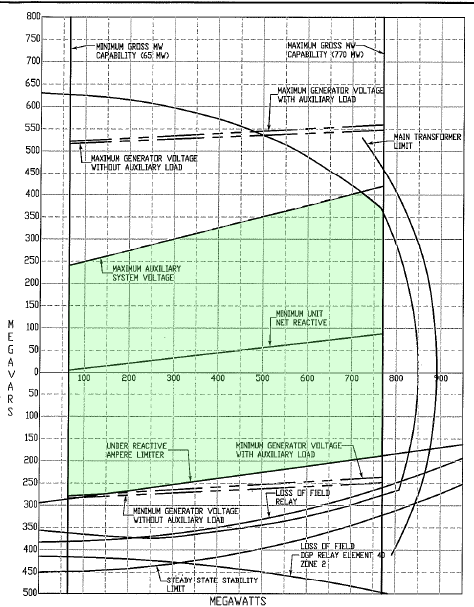 800
750
700
650
600
550
500
450
400
350
300
250
200
150
100
50
0
50
100
150
200
250
300
350
400
450
500
MEGAVARS
MINIMUM GROSS MW
CAPABILITY (65 MW)
MAXIMUM GROSS MW
CAPABILITY (770 MW)
MAXIMUM GENERATOR VOLTAGE
WITH AUXILIARY LOAD
MAIN TRANSFORMER
LIMIT
MAXIMUM GENERATOR VOLTAGE
WITHOUT AUXILIARY LOAD
MAXIMUM AUXILIARY
SYSTEM VOLTAGE
MINIMUM UNIT
NET REACTIVE
100 200 300 400 500 600 700 800 900
UNDER REACTIVE
AMPERE LIMITER
MINIMUM GENERATOR VOLTAGE
WITH AUXILIARY LOAD
LOSS OF FIELD
RELAY
MINIMUM GENERATOR VOLTAGE
WITHOUT AUXILIARY LOAD
LOSS OF FIELD
DGP RELAY ELEMENT 40
ZONE 2
STEADY STATE STABILITY
LIMIT
MEGAWATTS